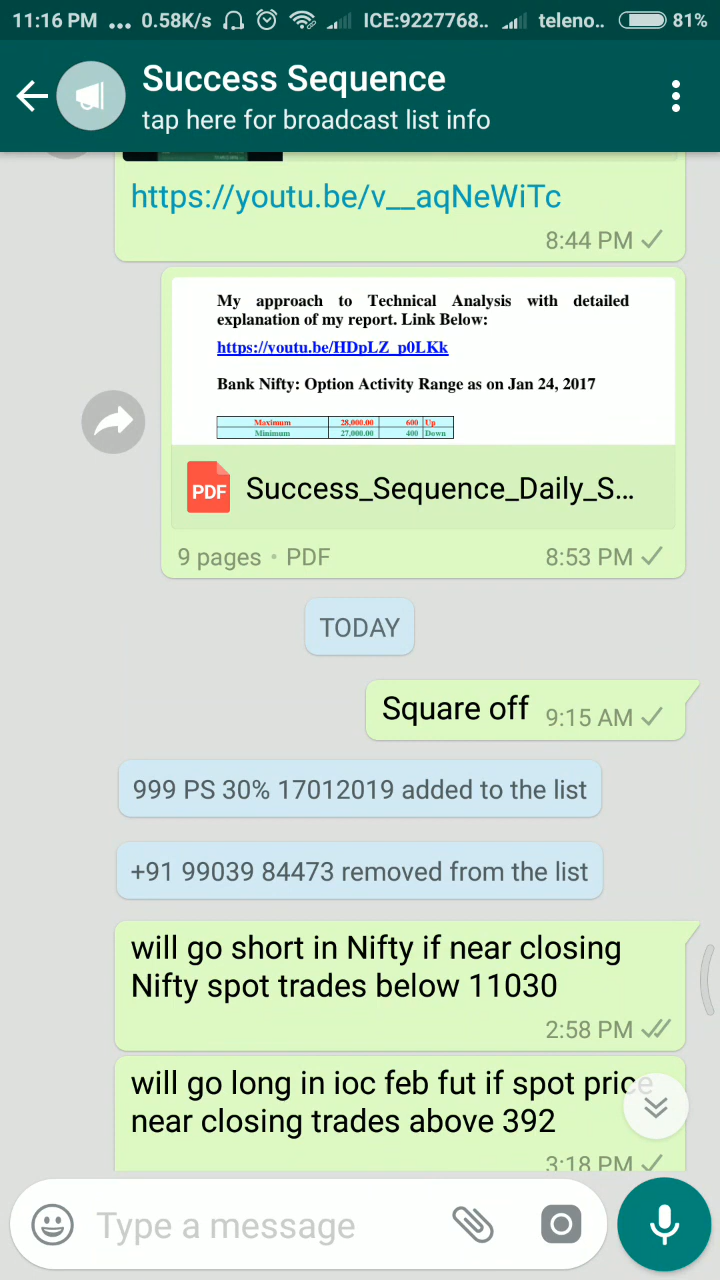 11:16 PM ... 0.58K/s ICE:9227768.. teleno.. 81%
Success Sequence
tap here for broadcast list info
https://youtu.be/v__aqNeWiTc
8:44 PM
My approach to Technical Analysis with detailed
explanation of my report. Link Below:
https://youtu.be/HDpLZ_p0LKk
Bank Nifty: Option Activity Range as on Jan 24, 2017
Maximum 28,000.00 600 Up
Minimum 27,000.00 400 Down
PDF Success_Sequence_Daily_S...
9 pages • PDF 8:53 PM
TODAY
Square off 9:15 AM
999 PS 30% 17012019 added to the list
+91 99039 84473 removed from the list
will go short in Nifty if near closing
Nifty spot trades below 11030
2:58 PM
will go long in ioc feb fut if spot price
near closing trades above 392
3:18 PM
Type a message